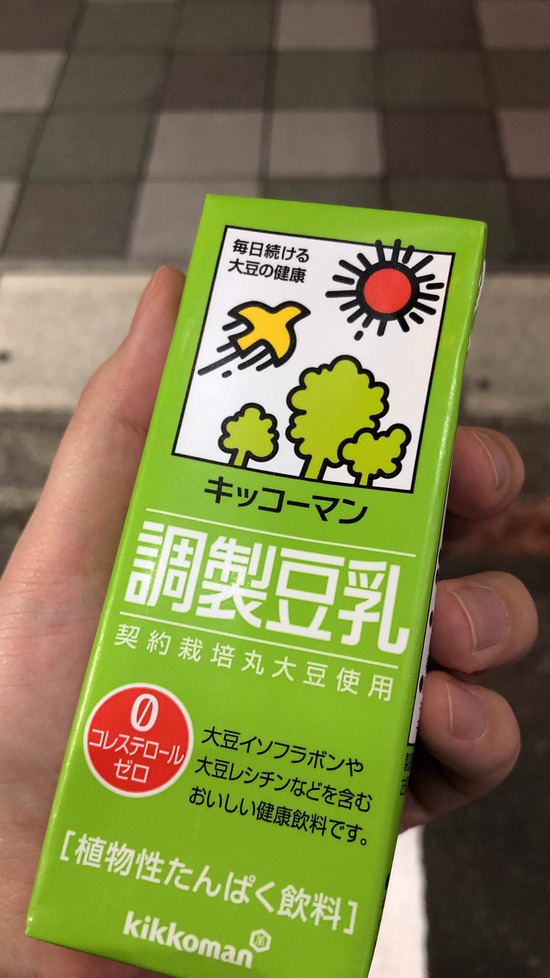 毎日続ける
大豆の健康
キッコーマン
調製豆乳
契約栽培丸大豆使用
0
コレステロール
ゼロ
大豆イソフラボンや
大豆レシチンなどを含む
おいしい健康飲料です。
[植物性たんぱく飲料]
kikkoman